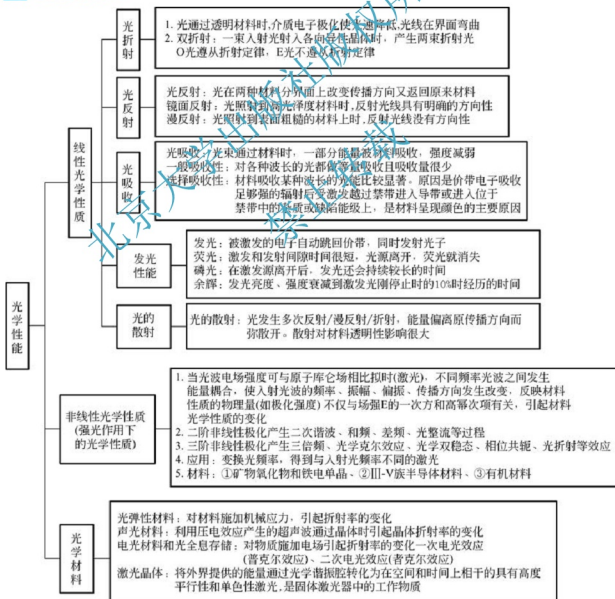 光折射
1. 光通过透明材料时,介质电子极化使光速降低,光线在界面弯曲
2. 双折射:一束入射光射入各向异性晶体时,产生两束折射光
O光遵从折射定律,E光不遵从折射定律
光反射
光反射:光在两种材料分界面上改变传播方向又返回原来材料
镜面反射:光照射到高光泽度材料时,反射光线具有明确的方向性
漫反射:光照射到表面粗糙的材料上时,反射光线没有方向性
线性光学性质
光吸收
光吸收:光束通过材料时,一部分能量被材料吸收,强度减弱
一般吸收性:对各种波长的光都能等量吸收且吸收量很少
选择吸收性:材料吸收某种波长的光能比较显著,原因是价带电子吸收
足够强的辐射后受激发越过禁带进入导带或进入位于
禁带中的杂质或缺陷能级上,是材料呈现颜色的主要原因
发光性能
发光:被激发的电子自动跳回价带,同时发射光子
荧光:激发和发射间隙时间很短,光源离开,荧光就消失
磷光:在激发源离开后,发光还会持续较长的时间
余辉:发光亮度、强度衰减到激发光刚停止时的10%时经历的时间
光的散射
光的散射:光发生多次反射/漫反射/折射,能量偏离原传播方向而
弥散开。散射对材料透明性影响很大
光学性能
非线性光学性质
(强光作用下
的光学性质)
1. 当光波电场强度可与原子库仑场相比拟时(激光),不同频率光波之间发生
能量耦合,使入射光波的频率、振幅、偏振、传播方向发生改变,反映材料
性质的物理量(如极化强度)不仅与场强E的一次方和高幂次项有关,引起材料
光学性质的变化
2. 二阶非线性极化产生二次谐波、和频、差频、光整流等过程
3. 三阶非线性极化产生三倍频、光学克尔效应、光学双稳态、相位共轭、光折射等效应
4. 应用:变换光频率,得到与入射光频率不同的激光
5. 材料:①矿物氧化物和铁电单晶、②Ⅲ-Ⅴ族半导体材料、③有机材料
光学材料
光弹性材料:对材料施加机械应力,引起折射率的变化
声光材料:利用压电效应产生的超声波通过晶体时引起晶体折射率的变化
电光材料和光全息存储:对物质施加电场引起折射率的变化一次电光效应
(普克尔效应)、二次电光效应(者克尔效应)
激光晶体:将外界提供的能量通过光学谐振腔转化为在空间和时间上相干的具有高度
平行性和单色性激光,是固体激光器中的工作物质
北京大学出版社版权所有
禁止转载